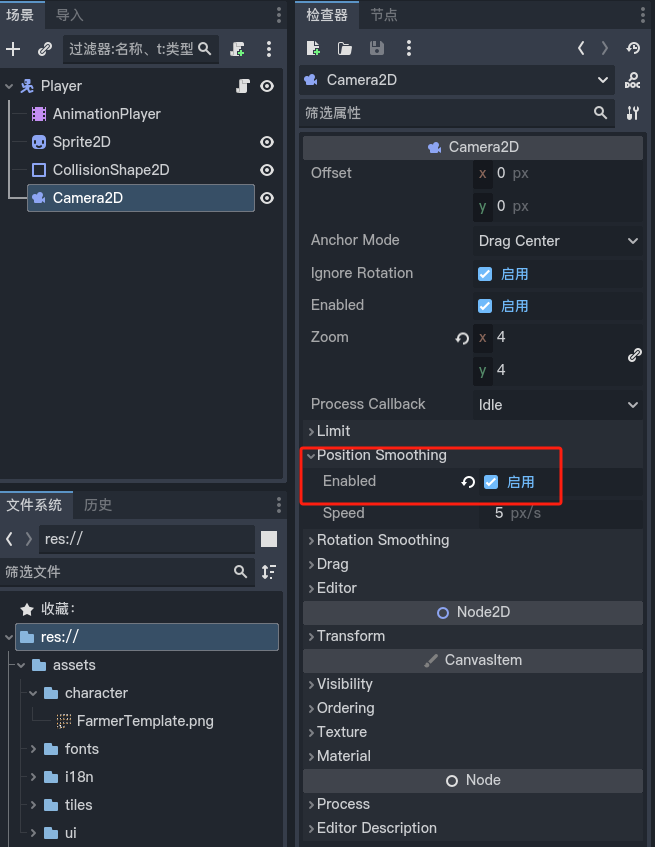 场景 导入
过滤器:名称、t:类型
Player
AnimationPlayer
Sprite2D
CollisionShape2D
Camera2D
文件系统 历史
res://
筛选文件
收藏:
res://
assets
character
FarmerTemplate.png
fonts
i18n
tiles
ui
检查器 节点
Camera2D
DOC
筛选属性
Camera2D
Offset x 0 px
y 0 px
Anchor Mode Drag Center
Ignore Rotation 启用
Enabled 启用
Zoom x 4
y 4
Process Callback Idle
Limit
Position Smoothing
Enabled 启用
Speed 5 px/s
Rotation Smoothing
Drag
Editor
Node2D
Transform
CanvasItem
Visibility
Ordering
Texture
Material
Node
Process
Editor Description